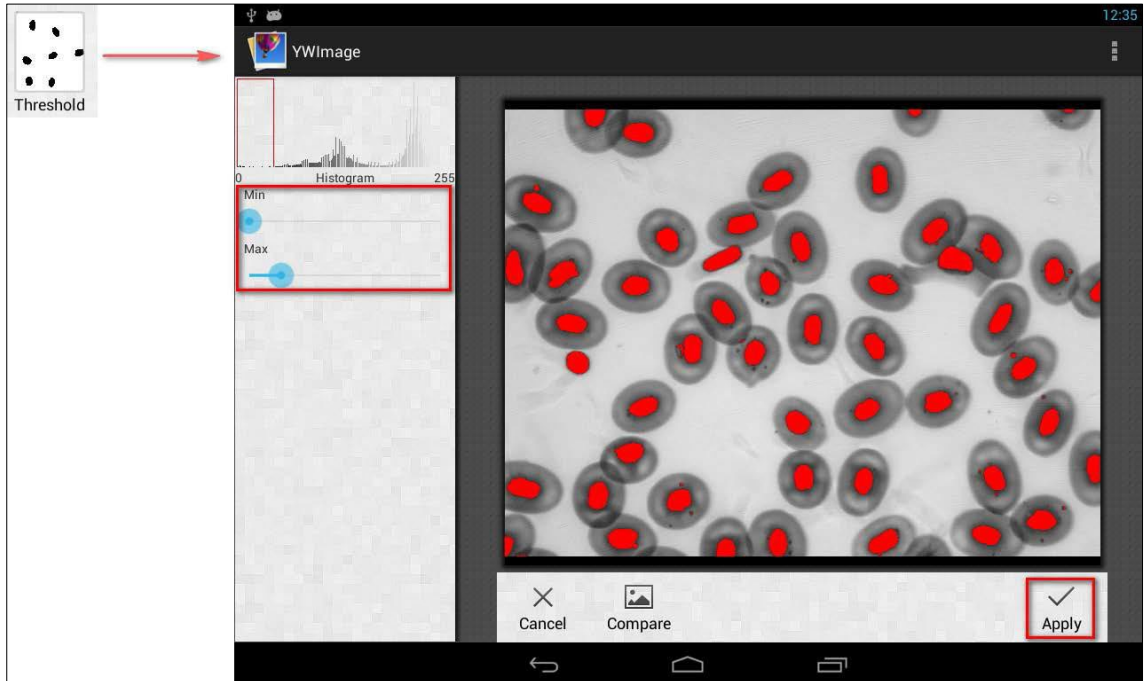 Threshold
12:35
YWImage
0 Histogram 255
Min
Max
Cancel Compare Apply